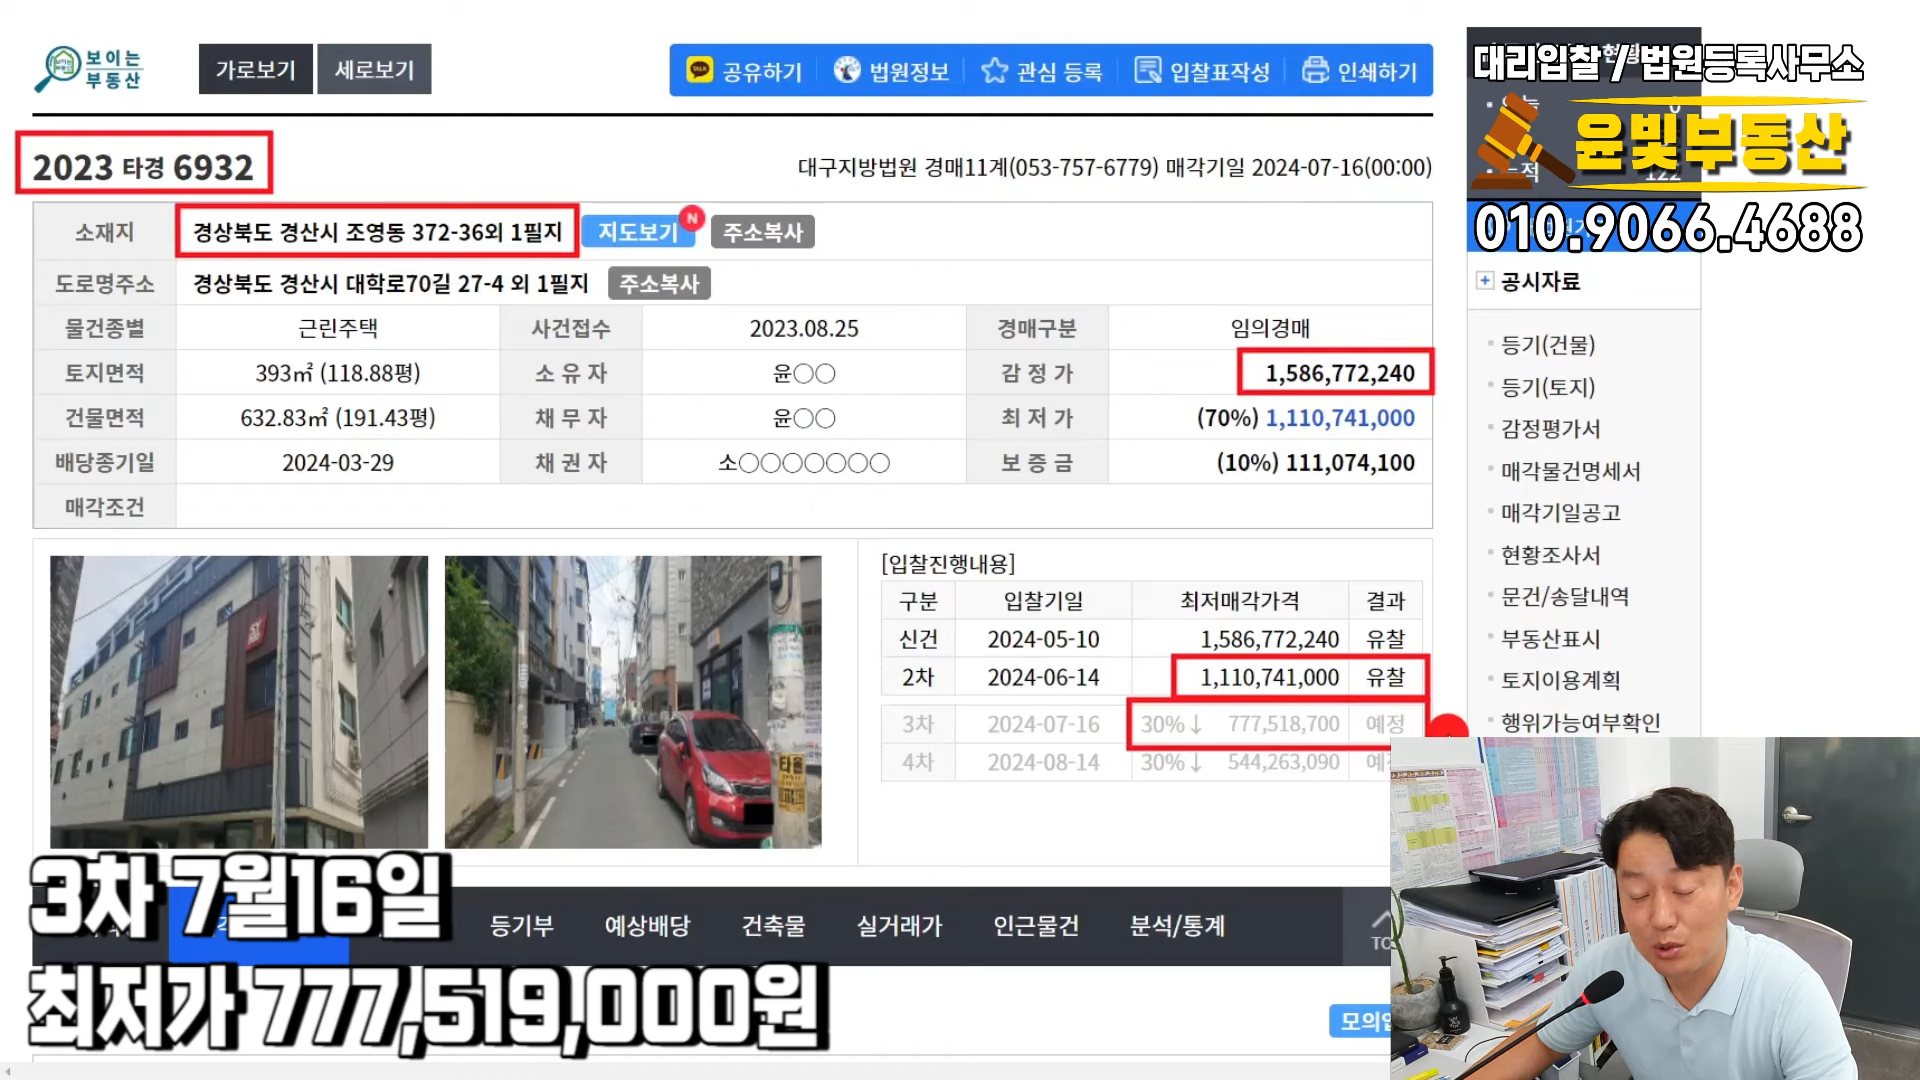 보이는
부동산
가로보기 세로보기
공유하기 법원정보 관심 등록 입찰표작성 인쇄하기
대리입찰 / 법원등록사무소
윤빛부동산
010.9066.4688
2023 타경 6932
대구지방법원 경매11계(053-757-6779) 매각기일 2024-07-16(00:00)
소재지 경상북도 경산시 조영동 372-36외 1필지 지도보기 N 주소복사
도로명주소 경상북도 경산시 대학로70길 27-4 외 1필지 주소복사
물건종별 근린주택 사건접수 2023.08.25 경매구분 임의경매
토지면적 393㎡ (118.88평) 소 유 자 윤○○ 감 정 가 1,586,772,240
건물면적 632.83㎡ (191.43평) 채 무 자 윤○○ 최 저 가 (70%) 1,110,741,000
배당종기일 2024-03-29 채 권 자 소○○○○○○○ 보 증 금 (10%) 111,074,100
매각조건
공시자료
등기(건물)
등기(토지)
감정평가서
매각물건명세서
매각기일공고
현황조사서
문건/송달내역
부동산표시
토지이용계획
행위가능여부확인
[입찰진행내용]
구분 입찰기일 최저매각가격 결과
신건 2024-05-10 1,586,772,240 유찰
2차 2024-06-14 1,110,741,000 유찰
3차 2024-07-16 30%↓ 777,518,700 예정
4차 2024-08-14 30%↓ 544,263,090
3차 7월16일
최저가 777,519,000원
등기부 예상배당 건축물 실거래가 인근물건 분석/통계